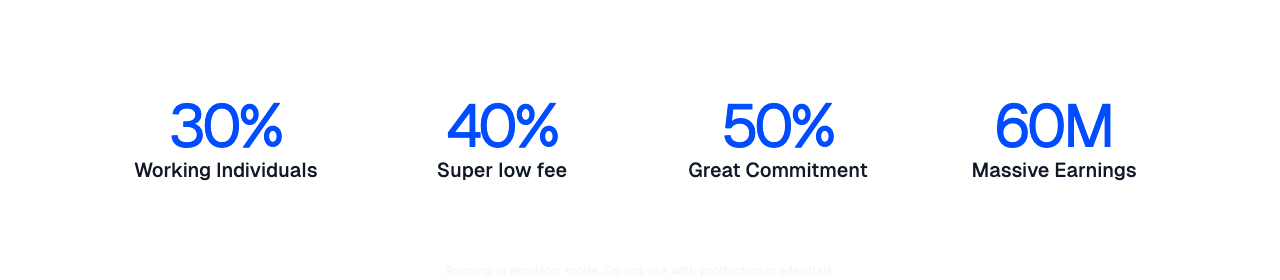 30%
Working Individuals
40%
Super low fee
50%
Great Commitment
60M
Massive Earnings
Running in emulator mode. Do not use with production credentials.